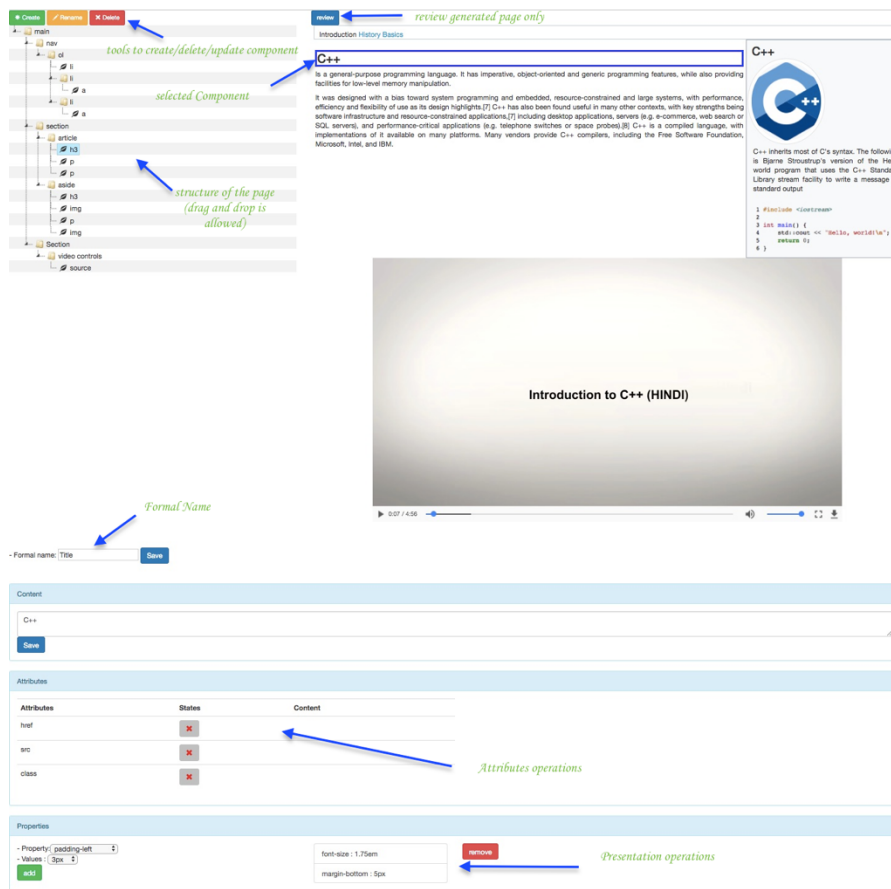 Create Rename Delete
review
review generated page only
main
nav
ol
li
li
a
li
a
section
article
h3
p
p
aside
h3
img
p
img
Section
video controls
source
tools to create/delete/update component
selected Component
structure of the page
(drag and drop is
allowed)
Introduction History Basics
C++
Is a general-purpose programming language. It has imperative, object-oriented and generic programming features, while also providing
facilities for low-level memory manipulation.
It was designed with a bias toward system programming and embedded, resource-constrained and large systems, with performance,
efficiency and flexibility of use as its design highlights.[7] C++ has also been found useful in many other contexts, with key strengths being
software infrastructure and resource-constrained applications,[7] including desktop applications, servers (e.g. e-commerce, web search or
SQL servers), and performance-critical applications (e.g. telephone switches or space probes).[8] C++ is a compiled language, with
implementations of it available on many platforms. Many vendors provide C++ compilers, including the Free Software Foundation,
Microsoft, Intel, and IBM.
C++
C++
C++ inherits most of C's syntax. The followi
is Bjarne Stroustrup's version of the He
world program that uses the C++ Standa
Library stream facility to write a message
standard output
1 #include <iostream>
2
3 int main() {
4 std::cout << "Hello, world!\n";
5 return 0;
6 }
Introduction to C++ (HINDI)
0:07 / 4:56
Formal Name
- Formal name: Title Save
Content
C++
Save
Attributes
Attributes States Content
href
src
class
Attributes operations
Properties
- Property: padding-left
- Values : 3px
add
font-size : 1.75em
margin-bottom : 5px
remove
Presentation operations